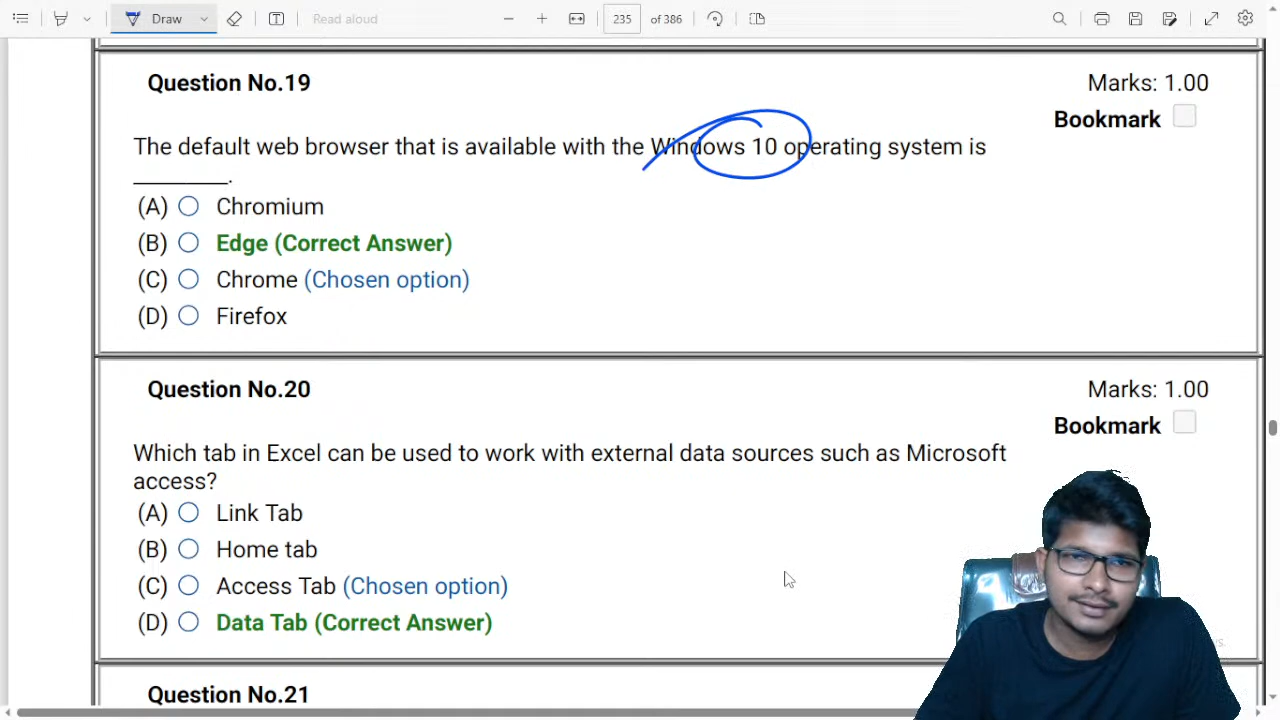 Draw
Read aloud
235 of 386
Question No.19
Marks: 1.00
Bookmark
The default web browser that is available with the Windows 10 operating system is
________.
(A) Chromium
(B) Edge (Correct Answer)
(C) Chrome (Chosen option)
(D) Firefox
Question No.20
Marks: 1.00
Bookmark
Which tab in Excel can be used to work with external data sources such as Microsoft
access?
(A) Link Tab
(B) Home tab
(C) Access Tab (Chosen option)
(D) Data Tab (Correct Answer)
Question No.21